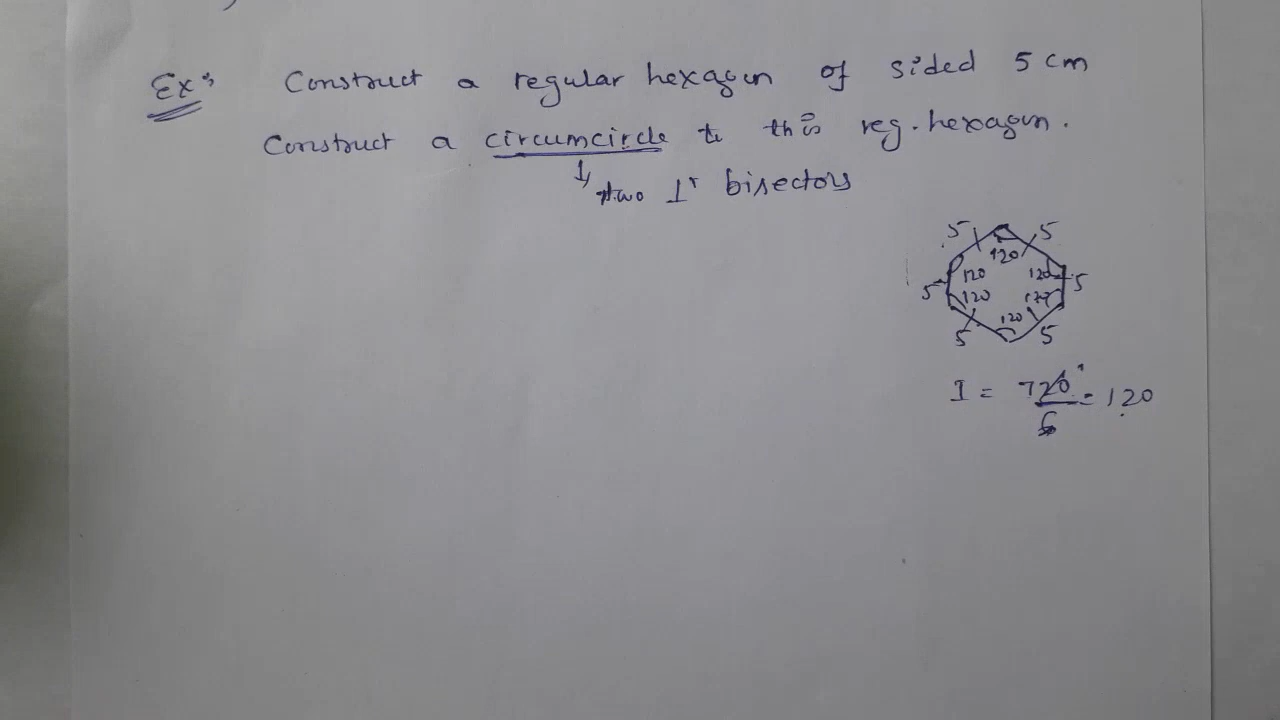 Ex:
Construct a regular hexagon of sided 5 cm
Construct a circumcircle to this reg. hexagon.
↓ two ⊥r bisectors
5 5
120
120 120
5 5
120 120
120
5 5
I = 720°/6 = 120